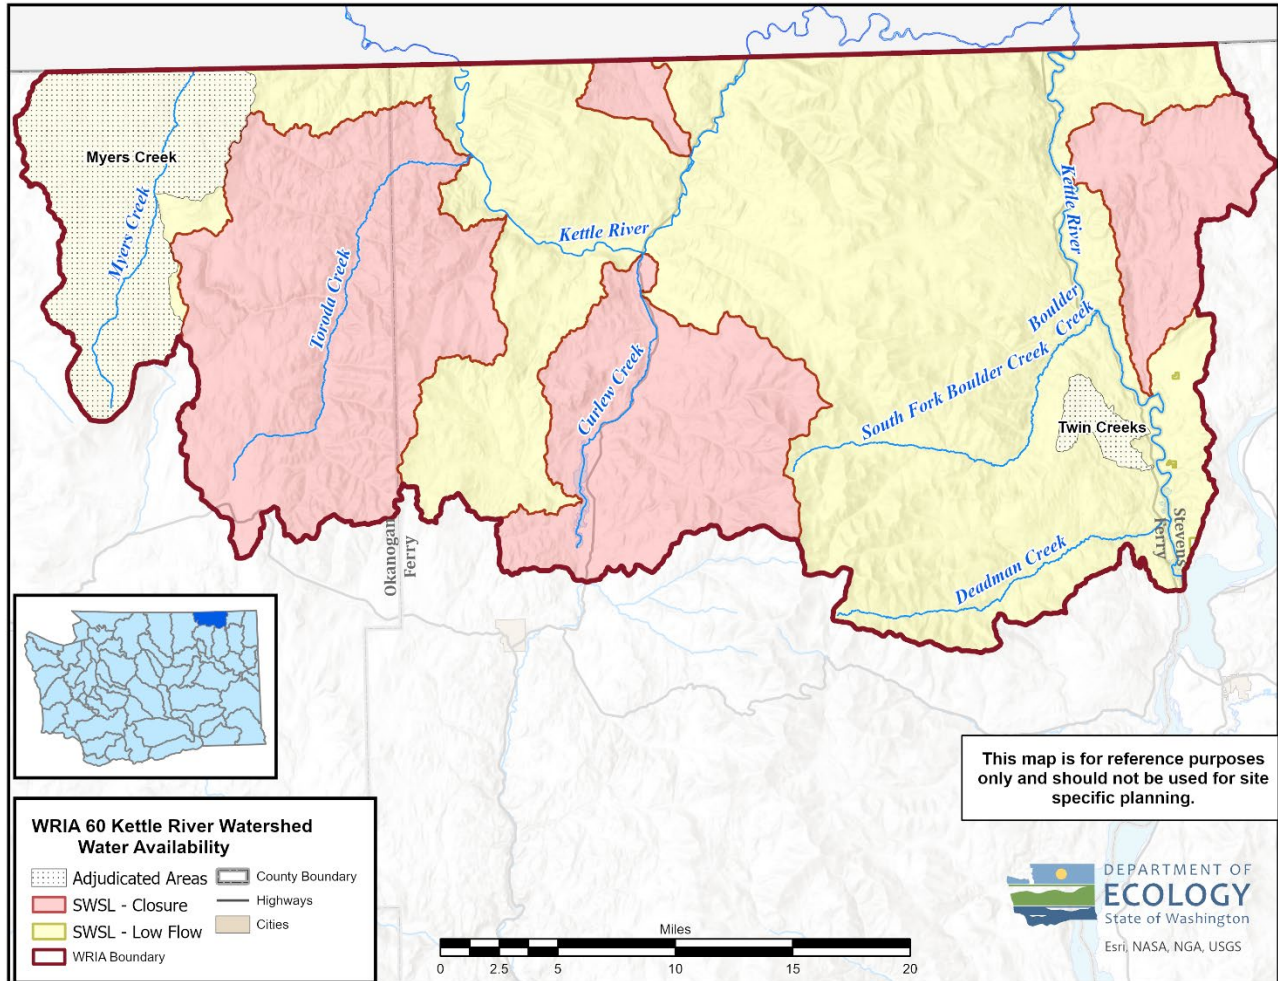 Myers Creek
Myers Creek
Toroda Creek
Kettle River
Curlew Creek
Kettle River
Boulder
Creek
South Fork Boulder Creek
Twin Creeks
Deadman Creek
Okanogan
Ferry
Stevens
Ferry
This map is for reference purposes
only and should not be used for site
specific planning.
WRIA 60 Kettle River Watershed
Water Availability
Adjudicated Areas
SWSL - Closure
SWSL - Low Flow
WRIA Boundary
County Boundary
Highways
Cities
Miles
0 2.5 5 10 15 20
DEPARTMENT OF
ECOLOGY
State of Washington
Esri, NASA, NGA, USGS